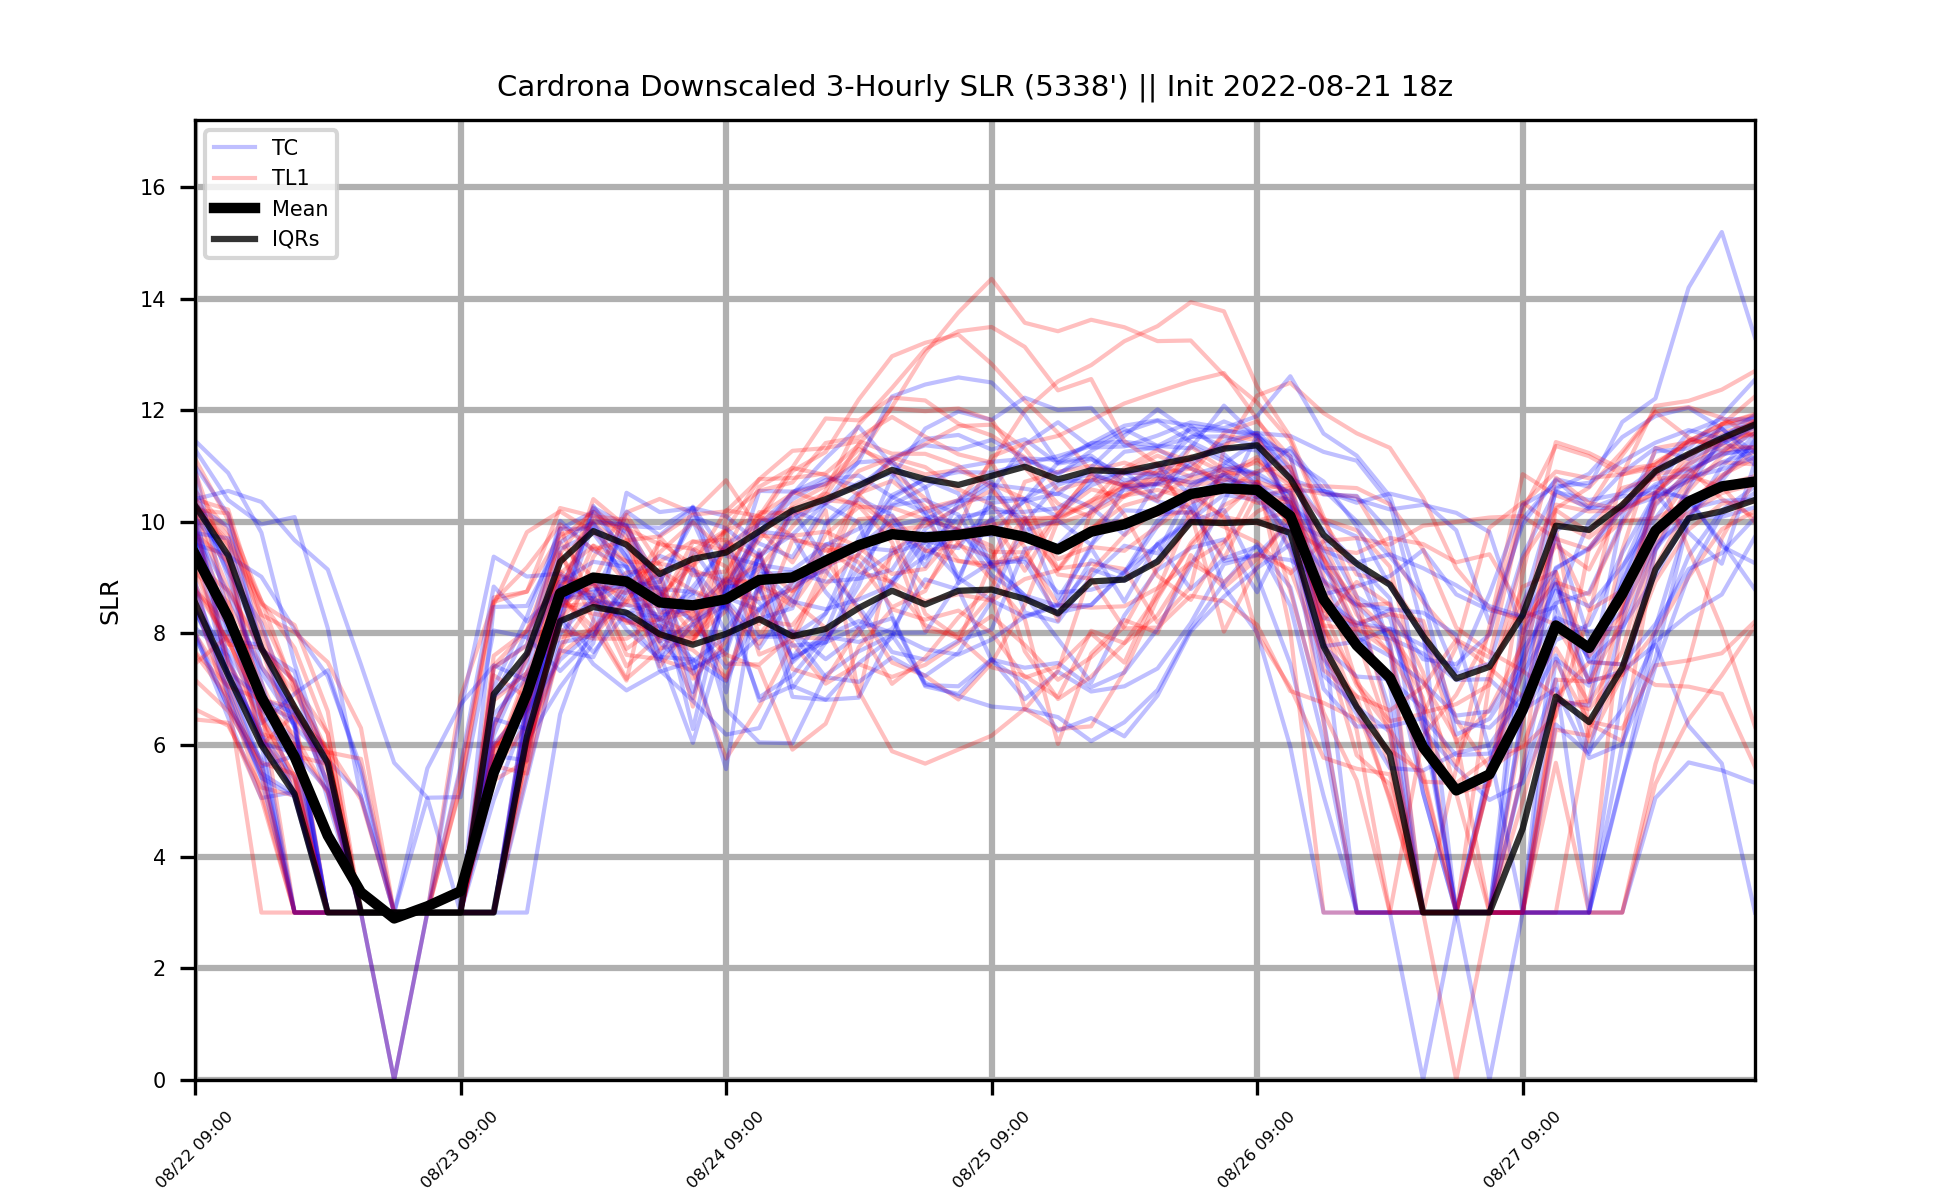 Cardrona Downscaled 3-Hourly SLR (5338') || Init 2022-08-21 18z
TC
TL1
Mean
IQRs
SLR
16
14
12
10
8
6
4
2
0
08/22 09:00
08/23 09:00
08/24 09:00
08/25 09:00
08/26 09:00
08/27 09:00